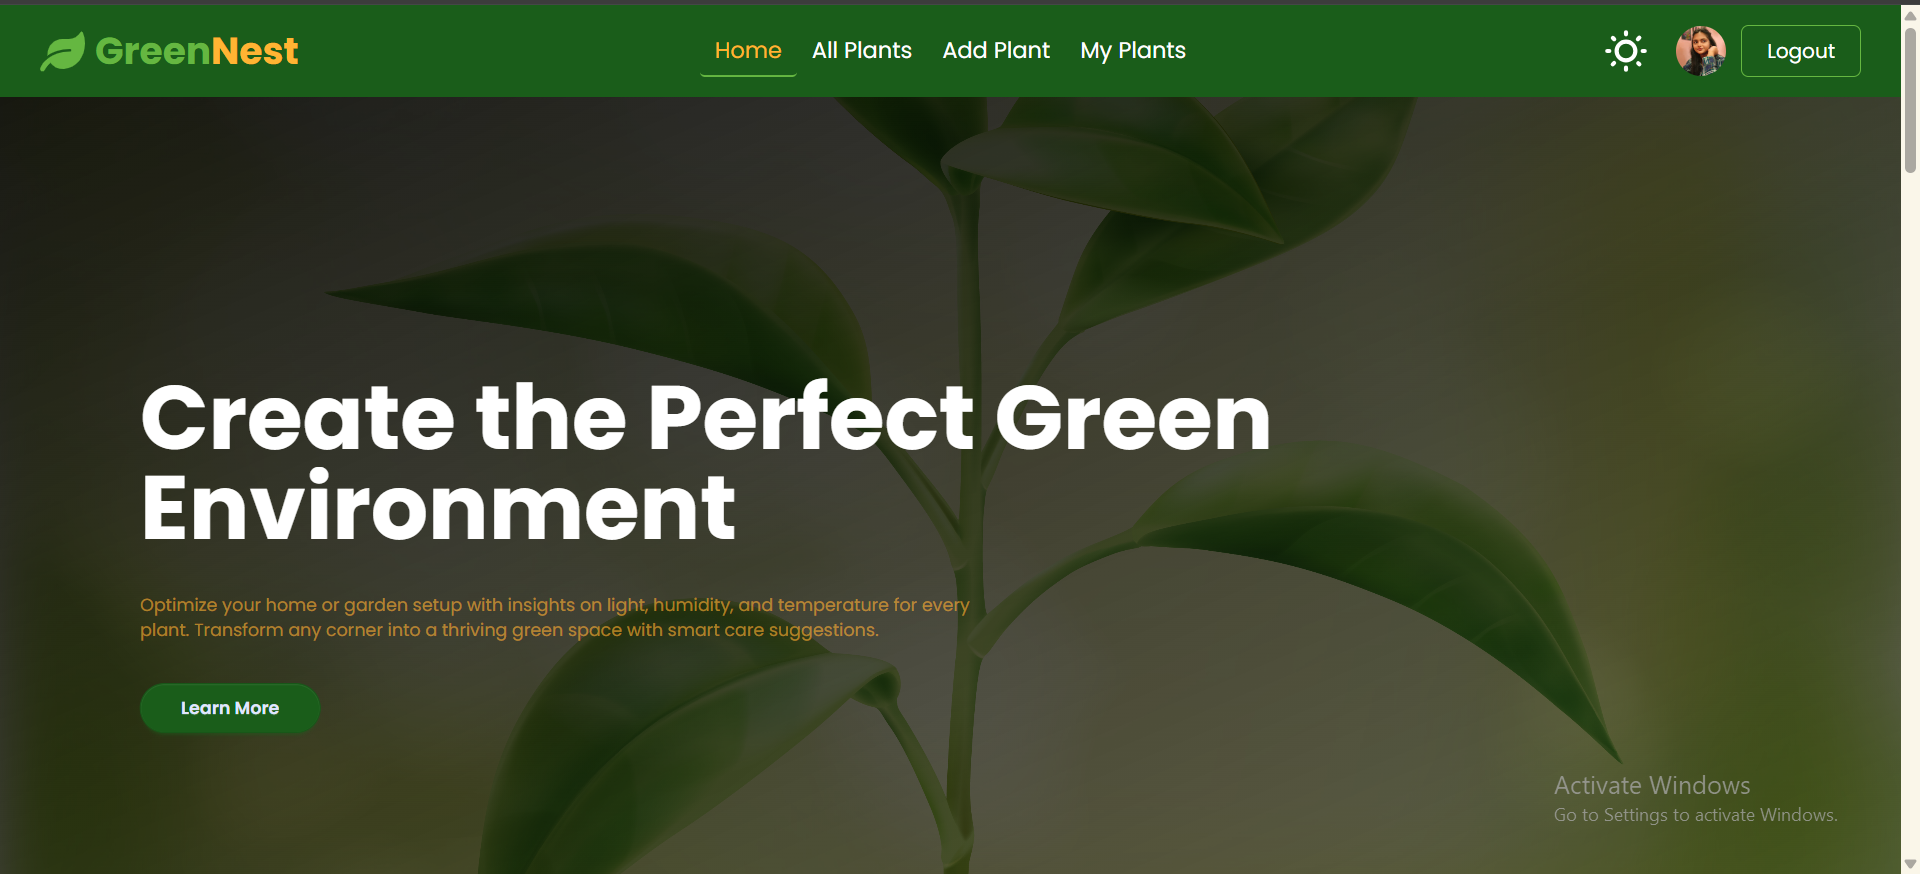 GreenNest
Home
All Plants
Add Plant
My Plants
Logout
Create the Perfect Green
Environment
Optimize your home or garden setup with insights on light, humidity, and temperature for every
plant. Transform any corner into a thriving green space with smart care suggestions.
Learn More
Activate Windows
Go to Settings to activate Windows.